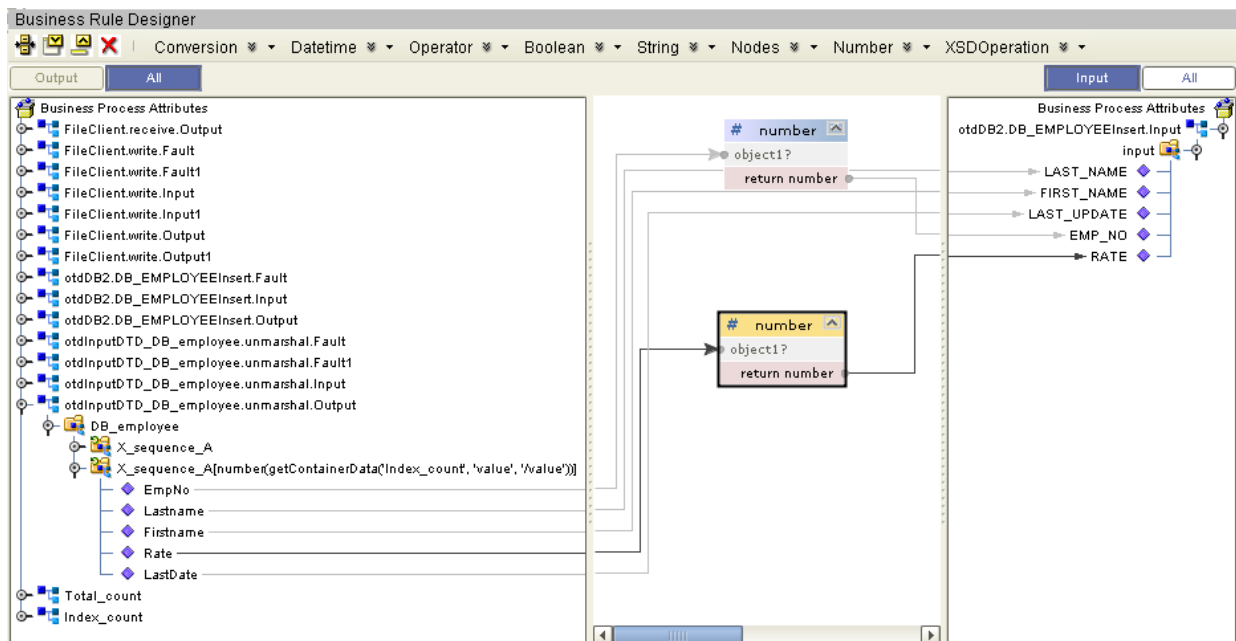 Business Rule Designer
Conversion Datetime Operator Boolean String Nodes Number XSDOperation
Output All Input All
Business Process Attributes
FileClient.receive.Output
FileClient.write.Fault
FileClient.write.Fault1
FileClient.write.Input
FileClient.write.Input1
FileClient.write.Output
FileClient.write.Output1
otdDB2.DB_EMPLOYEEInsert.Fault
otdDB2.DB_EMPLOYEEInsert.Input
otdDB2.DB_EMPLOYEEInsert.Output
otdInputDTD_DB_employee.unmarshal.Fault
otdInputDTD_DB_employee.unmarshal.Fault1
otdInputDTD_DB_employee.unmarshal.Input
otdInputDTD_DB_employee.unmarshal.Output
DB_employee
X_sequence_A
X_sequence_A[number(getContainerData('Index_count', 'value', '/value'))]
EmpNo
Lastname
Firstname
Rate
LastDate
Total_count
Index_count
# number
object1?
return number
# number
object1?
return number
Business Process Attributes
otdDB2.DB_EMPLOYEEInsert.Input
input
LAST_NAME
FIRST_NAME
LAST_UPDATE
EMP_NO
RATE